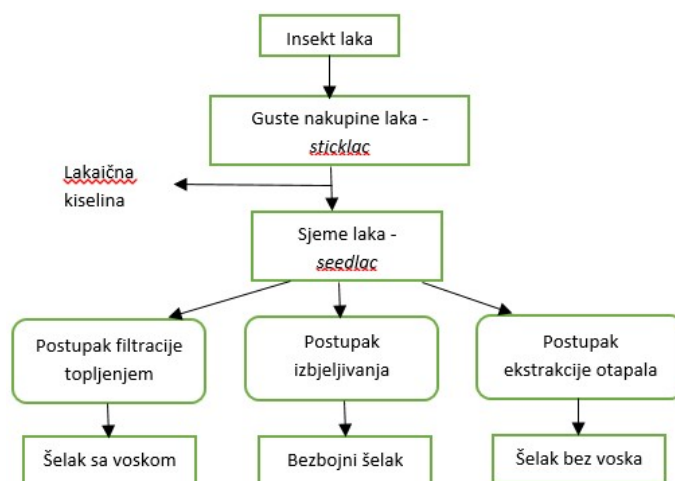 Insekt laka
Guste nakupine laka -
sticklac
Lakaična
kiselina
Sjeme laka -
seedlac
Postupak filtracije
topljenjem
Postupak
izbjeljivanja
Postupak
ekstrakcije otapala
Šelak sa voskom
Bezbojni šelak
Šelak bez voska